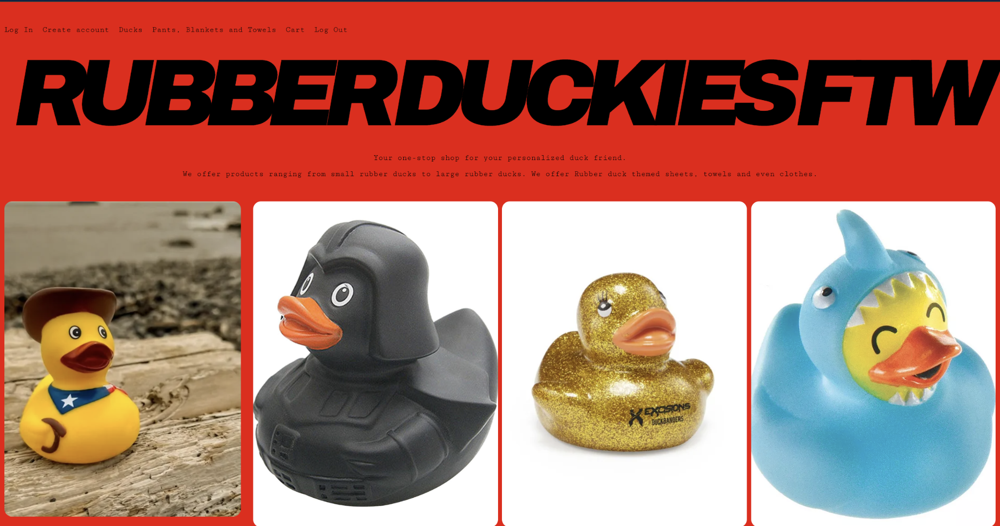 Log In Create account Ducks Pants, Blankets and Towels Cart Log Out
RUBBERDUCKIESFTW
Your one-stop shop for your personalized duck friend.
We offer products ranging from small rubber ducks to large rubber ducks. We offer Rubber duck themed sheets, towels and even clothes.
X EXCISIONS
DUCKBANGERS